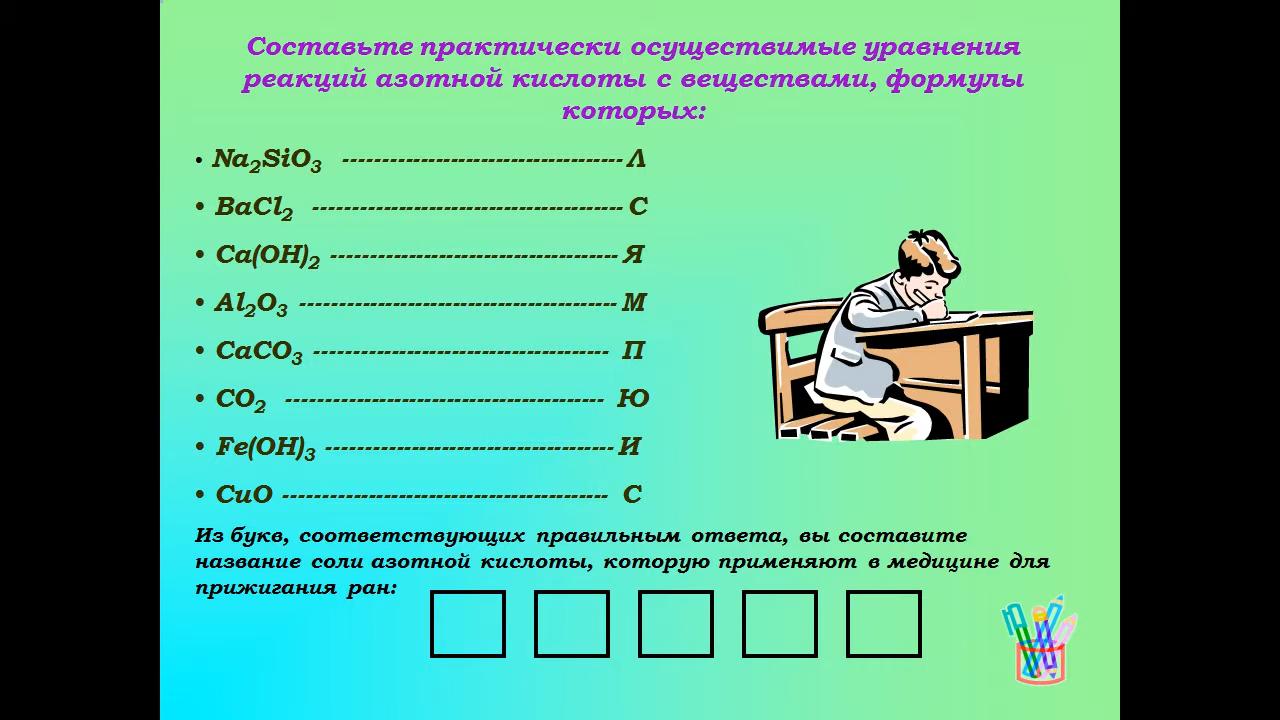 Составьте практически осуществимые уравнения
реакций азотной кислоты с веществами, формулы
которых:
• Na₂SiO₃ ----------------------------------- Л
• BaCl₂ --------------------------------------- С
• Ca(OH)₂ ------------------------------------ Я
• Al₂O₃ ---------------------------------------- М
• CaCO₃ ------------------------------------- П
• CO₂ ---------------------------------------- Ю
• Fe(OH)₃ ------------------------------------ И
• CuO ----------------------------------------- С
Из букв, соответствующих правильным ответа, вы составите
название соли азотной кислоты, которую применяют в медицине для
прижигания ран: